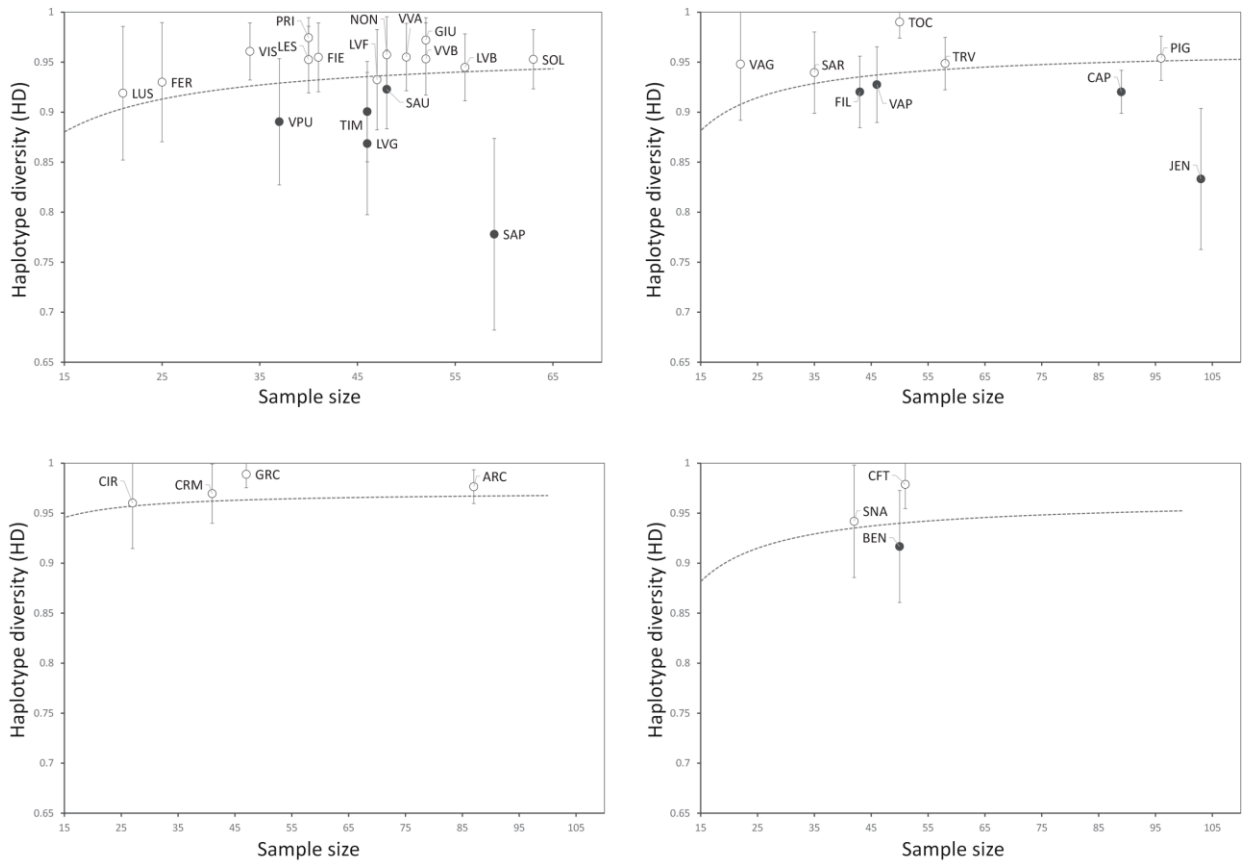 Haplotype diversity (HD)
1
0.95
0.9
0.85
0.8
0.75
0.7
0.65
PRI
NON
VVA
GIU
VIS
LES
FIE
LVF
VVB
LVB
SOL
LUS
FER
SAU
VPU
TIM
LVG
SAP
15 25 35 45 55 65
Sample size
Haplotype diversity (HD)
1
0.95
0.9
0.85
0.8
0.75
0.7
0.65
TOC
VAG
SAR
TRV
PIG
FIL
VAP
CAP
JEN
15 25 35 45 55 65 75 85 95 105
Sample size
Haplotype diversity (HD)
1
0.95
0.9
0.85
0.8
0.75
0.7
0.65
CIR
CRM
GRC
ARC
15 25 35 45 55 65 75 85 95 105
Sample size
Haplotype diversity (HD)
1
0.95
0.9
0.85
0.8
0.75
0.7
0.65
CFT
SNA
BEN
15 25 35 45 55 65 75 85 95 105
Sample size